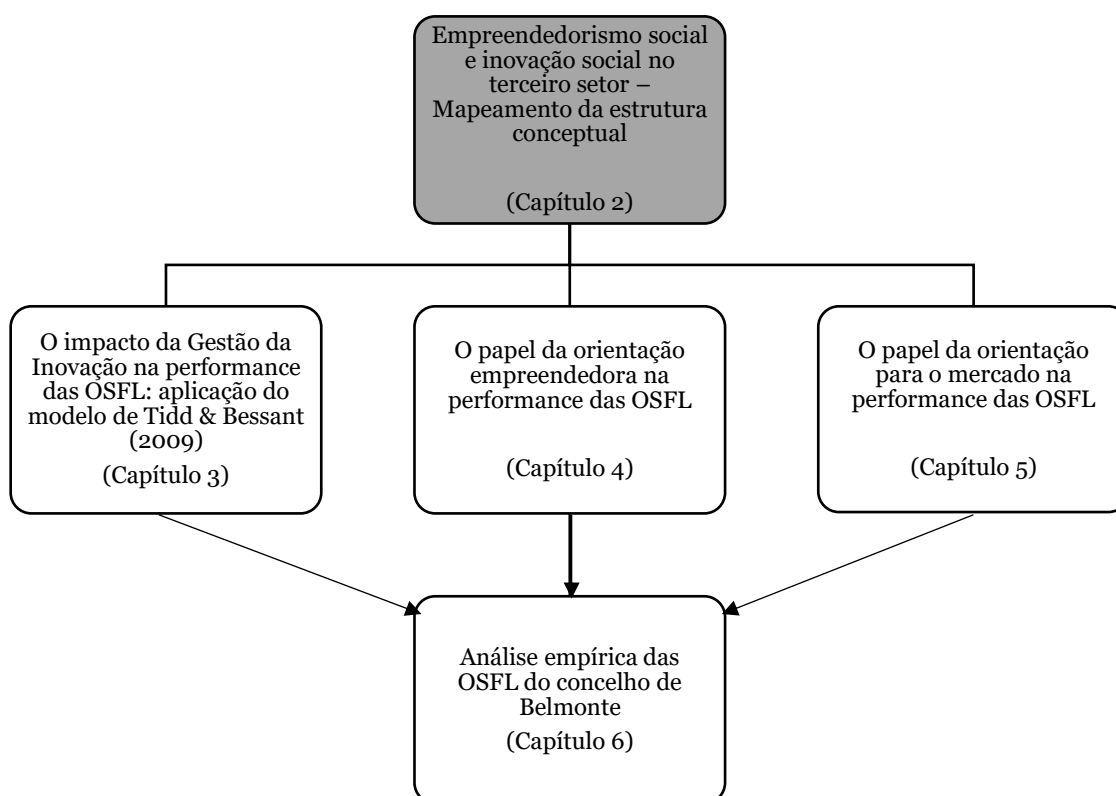 Empreendedorismo social
e inovação social no
terceiro setor –
Mapeamento da estrutura
conceptual
(Capítulo 2)
O impacto da Gestão da
Inovação na performance
das OSFL: aplicação do
modelo de Tidd & Bessant
(2009)
(Capítulo 3)
O papel da orientação
empreendedora na
performance das OSFL
(Capítulo 4)
O papel da orientação
para o mercado na
performance das OSFL
(Capítulo 5)
Análise empírica das
OSFL do concelho de
Belmonte
(Capítulo 6)